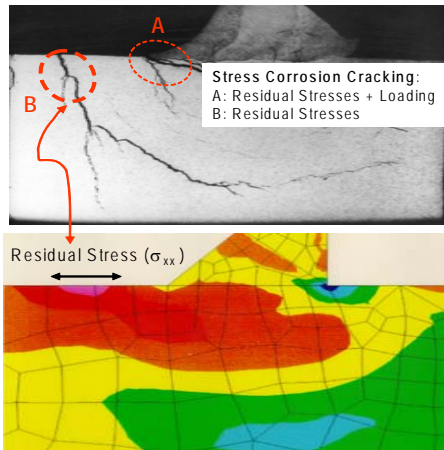 A
B
Stress Corrosion Cracking:
A: Residual Stresses + Loading
B: Residual Stresses
Residual Stress (σxx)